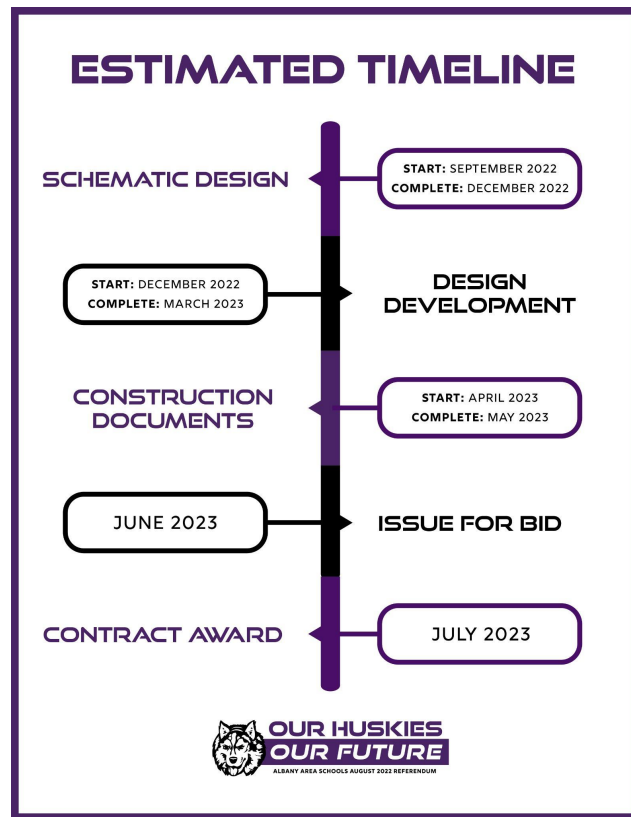 ESTIMATED TIMELINE
SCHEMATIC DESIGN
START: SEPTEMBER 2022
COMPLETE: DECEMBER 2022
START: DECEMBER 2022
COMPLETE: MARCH 2023
DESIGN
DEVELOPMENT
CONSTRUCTION
DOCUMENTS
START: APRIL 2023
COMPLETE: MAY 2023
JUNE 2023
ISSUE FOR BID
CONTRACT AWARD
JULY 2023
OUR HUSKIES
OUR FUTURE
ALBANY AREA SCHOOLS AUGUST 2022 REFERENDUM